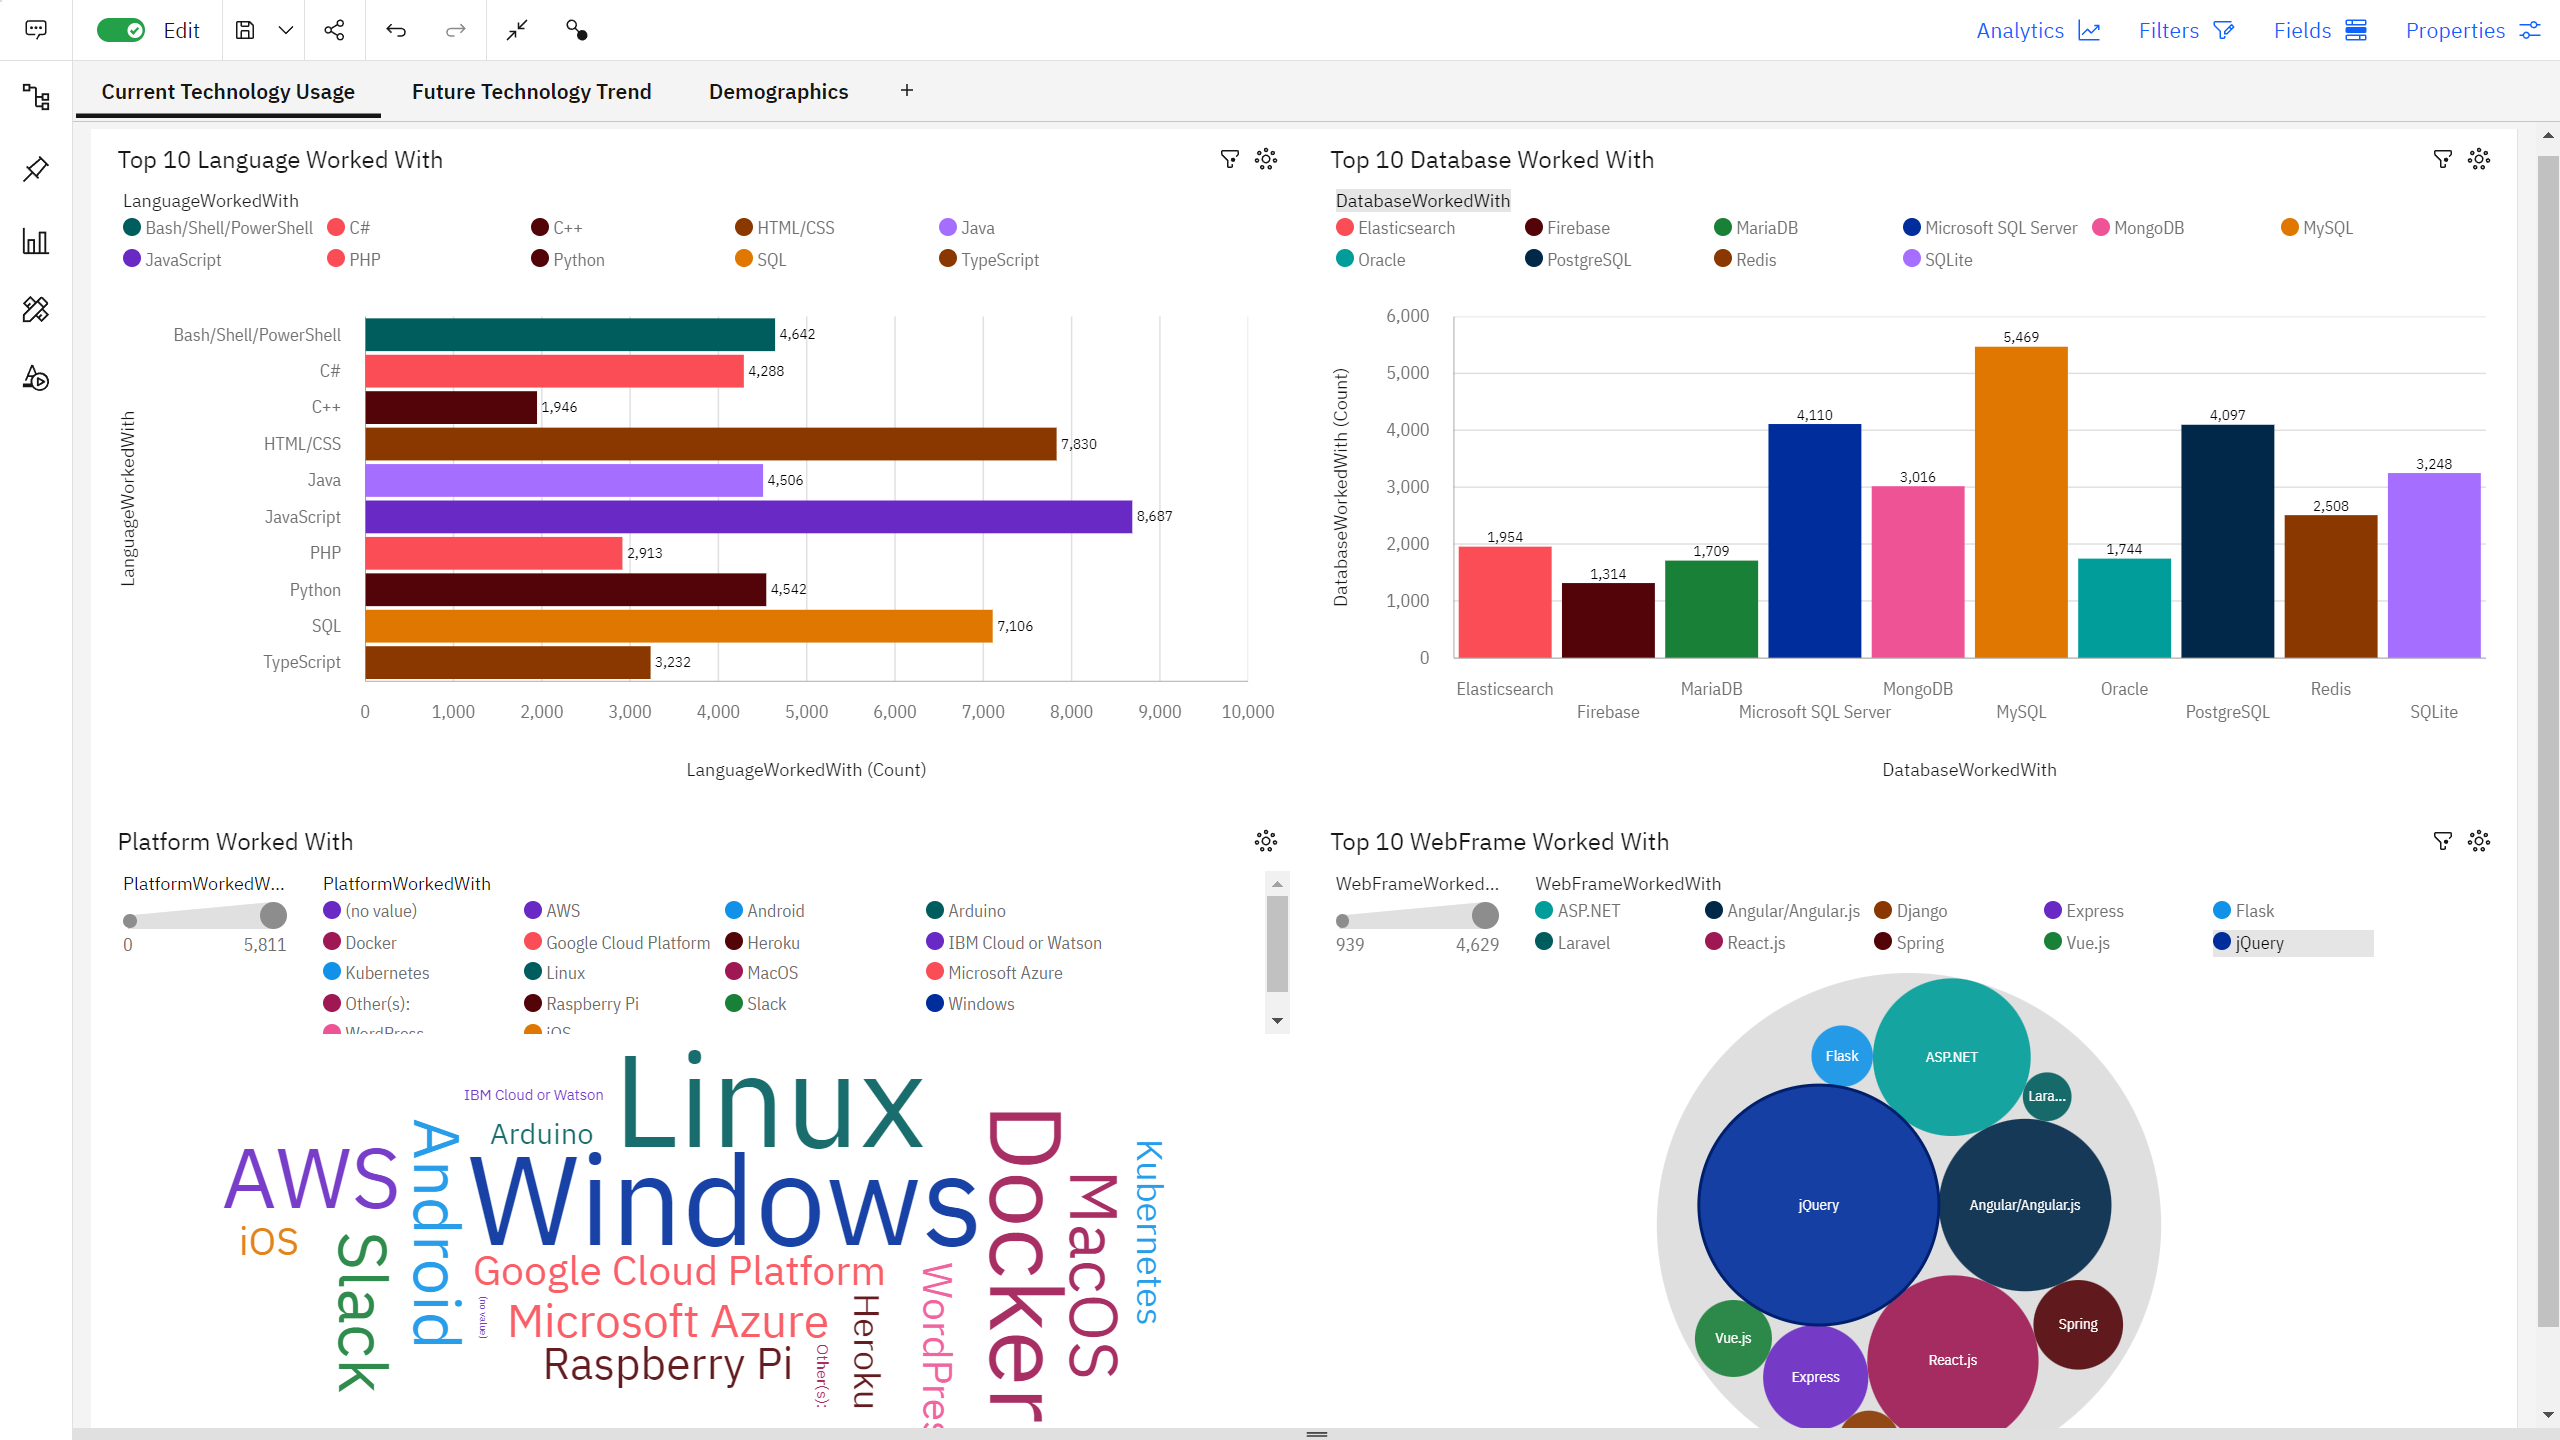 Edit
Analytics
Filters
Fields
Properties
Current Technology Usage
Future Technology Trend
Demographics
+
Top 10 Language Worked With
LanguageWorkedWith
Bash/Shell/PowerShell
C#
C++
HTML/CSS
Java
JavaScript
PHP
Python
SQL
TypeScript
LanguageWorkedWith
Bash/Shell/PowerShell 4,642
C# 4,288
C++ 1,946
HTML/CSS 7,830
Java 4,506
JavaScript 8,687
PHP 2,913
Python 4,542
SQL 7,106
TypeScript 3,232
0 1,000 2,000 3,000 4,000 5,000 6,000 7,000 8,000 9,000 10,000
LanguageWorkedWith (Count)
Top 10 Database Worked With
DatabaseWorkedWith
Elasticsearch
Firebase
MariaDB
Microsoft SQL Server
MongoDB
MySQL
Oracle
PostgreSQL
Redis
SQLite
DatabaseWorkedWith (Count)
6,000
5,000
4,000
3,000
2,000
1,000
0
1,954
1,314
1,709
4,110
3,016
5,469
1,744
4,097
2,508
3,248
Elasticsearch
Firebase
MariaDB
Microsoft SQL Server
MongoDB
MySQL
Oracle
PostgreSQL
Redis
SQLite
DatabaseWorkedWith
Platform Worked With
PlatformWorkedW...
0 5,811
PlatformWorkedWith
(no value)
AWS
Android
Arduino
Docker
Google Cloud Platform
Heroku
IBM Cloud or Watson
Kubernetes
Linux
MacOS
Microsoft Azure
Other(s):
Raspberry Pi
Slack
Windows
WordPress
iOS
IBM Cloud or Watson
Linux
Arduino
AWS
Android
Windows
Docker
MacOS
Kubernetes
iOS
Slack
Google Cloud Platform
(no value)
Microsoft Azure
Raspberry Pi
Other(s):
Heroku
WordPres
Top 10 WebFrame Worked With
WebFrameWorked...
939 4,629
WebFrameWorkedWith
ASP.NET
Angular/Angular.js
Django
Express
Flask
Laravel
React.js
Spring
Vue.js
jQuery
Flask
ASP.NET
Lara...
jQuery
Angular/Angular.js
Vue.js
Express
React.js
Spring